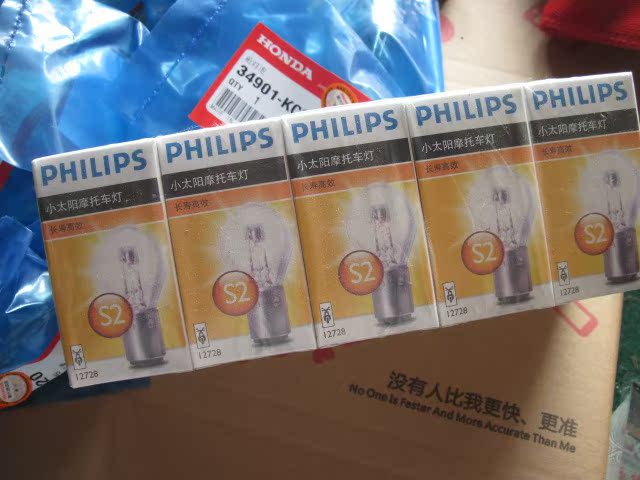 HONDA
34901-KC
QTY 1
PHILIPS
小太阳摩托车灯
长寿高效
S2
12728
PHILIPS
小太阳摩托车灯
长寿高效
S2
12728
PHILIPS
小太阳摩托车灯
长寿高效
S2
12728
PHILIPS
小太阳摩托车灯
长寿高效
S2
12728
PHILIPS
小太阳摩托车灯
长寿高效
S2
12728
没有人比我更快、更准
No One Is Faster And More Accurate Than Me